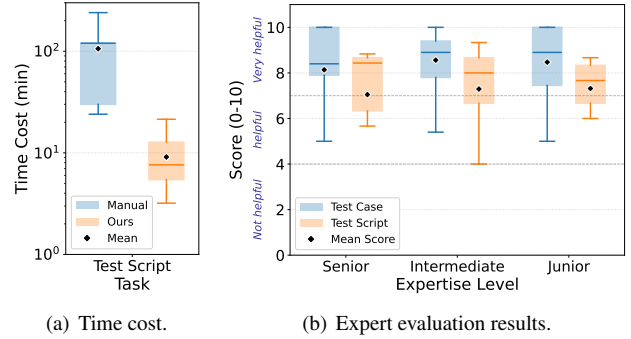 Time Cost (min)
10²
10¹
10⁰
Manual
Ours
Mean
Test Script
Task
(a) Time cost.
Score (0-10)
10
8
6
4
2
0
Very helpful
helpful
Not helpful
Test Case
Test Script
Mean Score
Senior Intermediate Junior
Expertise Level
(b) Expert evaluation results.